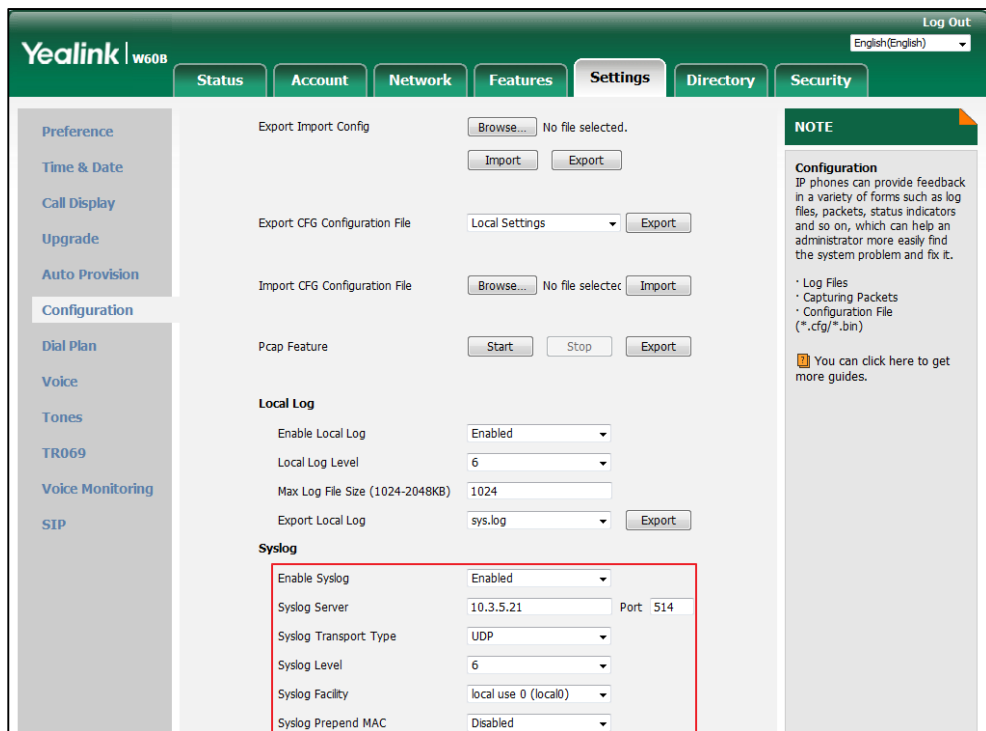 Log Out
Yealink | W60B
English(English)
Status Account Network Features Settings Directory Security
Preference
Time & Date
Call Display
Upgrade
Auto Provision
Configuration
Dial Plan
Voice
Tones
TR069
Voice Monitoring
SIP
Export Import Config Browse... No file selected.
Import Export
Export CFG Configuration File Local Settings Export
Import CFG Configuration File Browse... No file selectec Import
Pcap Feature Start Stop Export
Local Log
Enable Local Log Enabled
Local Log Level 6
Max Log File Size (1024-2048KB) 1024
Export Local Log sys.log Export
Syslog
Enable Syslog Enabled
Syslog Server 10.3.5.21 Port 514
Syslog Transport Type UDP
Syslog Level 6
Syslog Facility local use 0 (local0)
Syslog Prepend MAC Disabled
NOTE
Configuration
IP phones can provide feedback
in a variety of forms such as log
files, packets, status indicators
and so on, which can help an
administrator more easily find
the system problem and fix it.
· Log Files
· Capturing Packets
· Configuration File
(*.cfg/*.bin)
? You can click here to get
more guides.